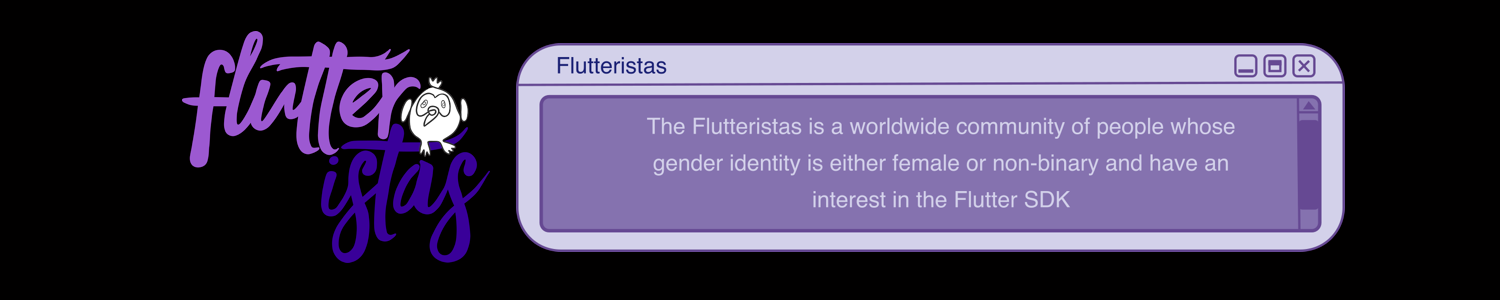 flutter
istas
Flutteristas
The Flutteristas is a worldwide community of people whose
gender identity is either female or non-binary and have an
interest in the Flutter SDK